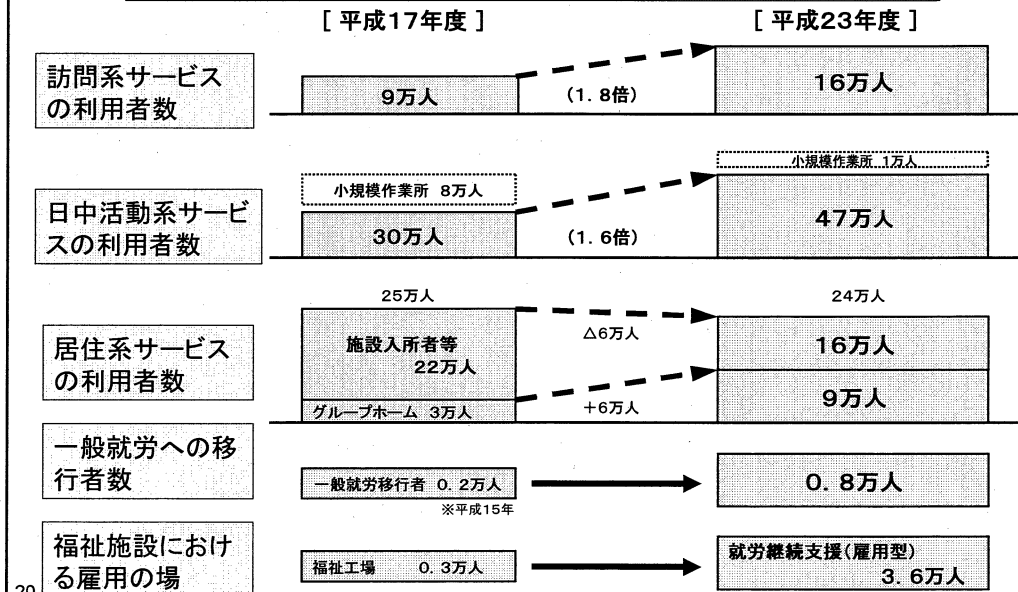 [ 平成17年度 ]
[ 平成23年度 ]
訪問系サービス
の利用者数
9万人
(1. 8倍)
16万人
日中活動系サービ
スの利用者数
小規模作業所 8万人
30万人
(1. 6倍)
小規模作業所 1万人
47万人
居住系サービス
の利用者数
25万人
施設入所者等
22万人
グループホーム 3万人
△6万人
+6万人
24万人
16万人
9万人
一般就労への移
行者数
一般就労移行者 0. 2万人
※平成15年
0. 8万人
福祉施設におけ
る雇用の場
福祉工場 0. 3万人
就労継続支援(雇用型)
3. 6万人
20